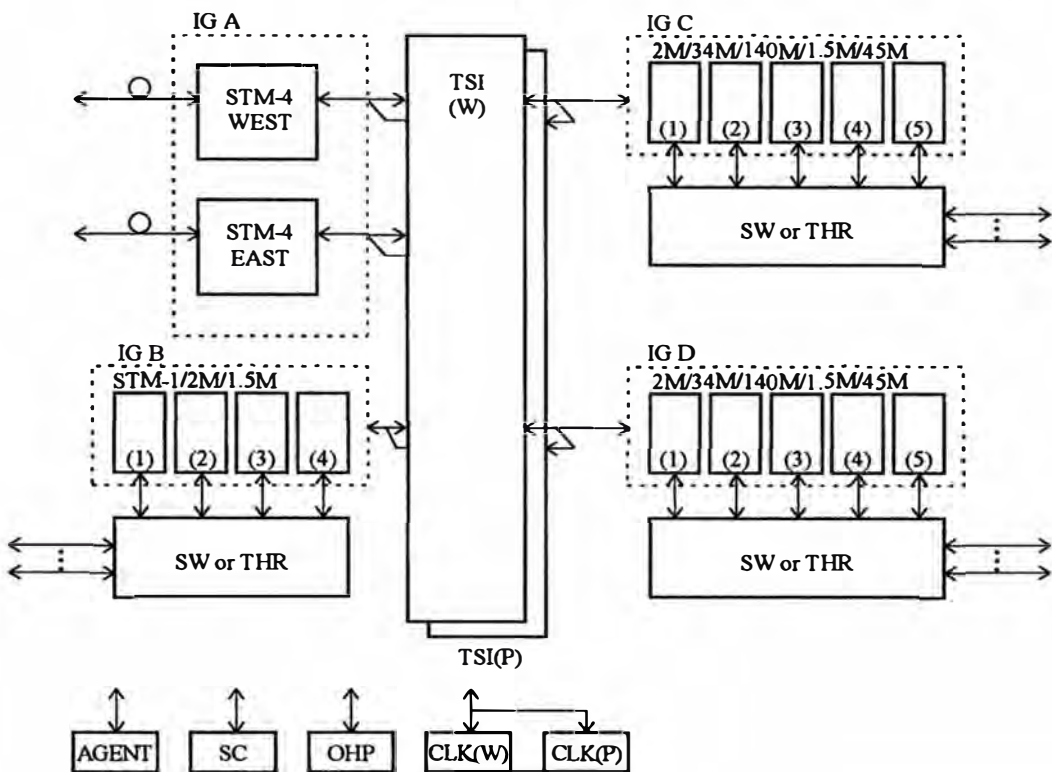 IG A
STM-4
WEST
STM-4
EAST
TSI
(W)
IG C
2M/34M/140M/1.5M/45M
(1) (2) (3) (4) (5)
SW or THR
IG B
STM-1/2M/1.5M
(1) (2) (3) (4)
SW or THR
IG D
2M/34M/140M/1.5M/45M
(1) (2) (3) (4) (5)
SW or THR
TSI(P)
AGENT SC OHP CLK(W) CLK(P)